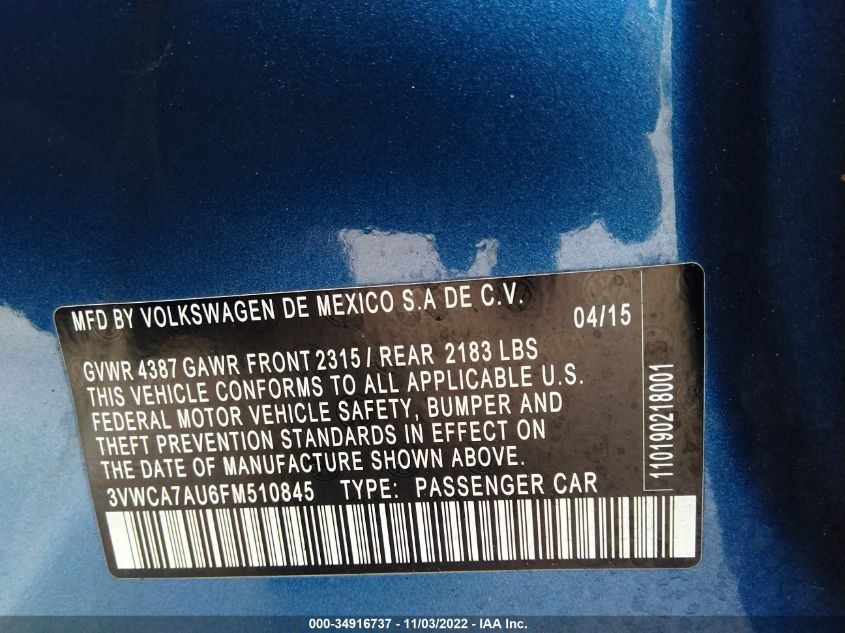 MFD BY VOLKSWAGEN DE MEXICO S.A DE C.V.
04/15
GVWR 4387 GAWR FRONT 2315 / REAR 2183 LBS
THIS VEHICLE CONFORMS TO ALL APPLICABLE U.S.
FEDERAL MOTOR VEHICLE SAFETY, BUMPER AND
THEFT PREVENTION STANDARDS IN EFFECT ON
THE DATE OF MANUFACTURE SHOWN ABOVE.
3VWCA7AU6FM510845 TYPE: PASSENGER CAR
110190218001
000-34916737 - 11/03/2022 - IAA Inc.